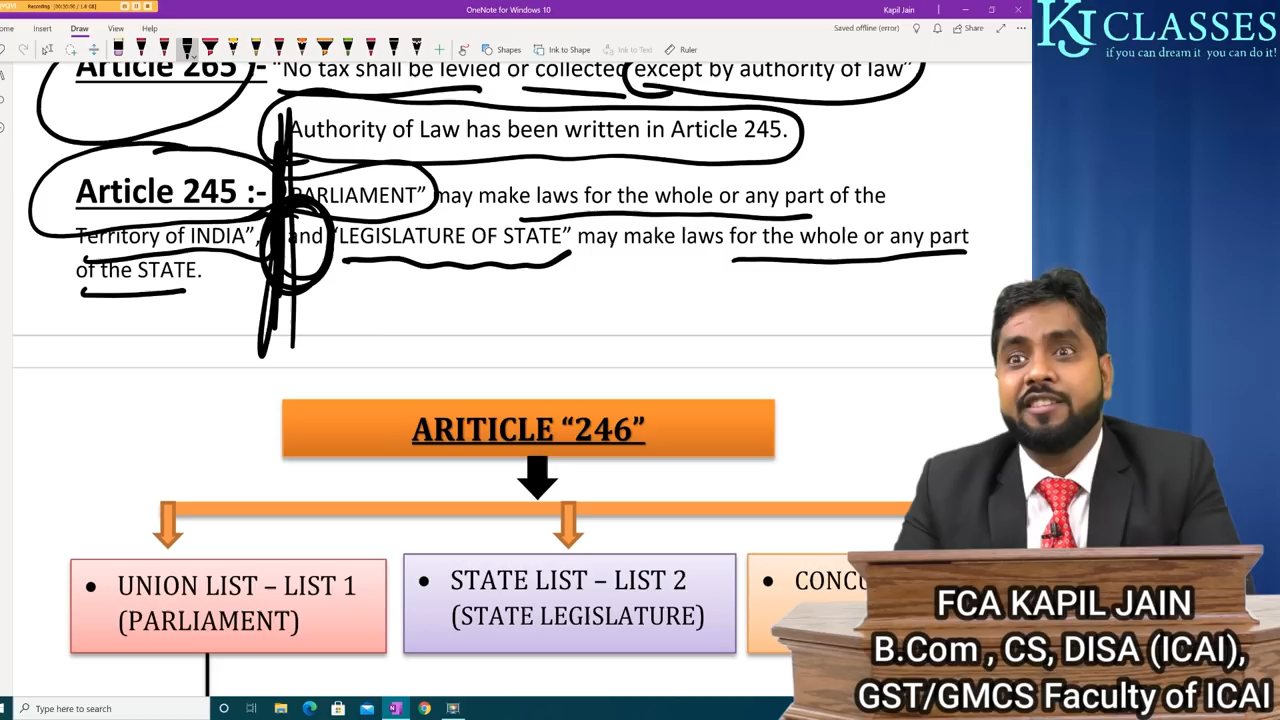 Recording [00:30:06 / 1.6 GB]
OneNote for Windows 10
Kapil Jain
Insert Draw View Help
Saved offline (error) Share
Shapes Ink to Shape Ink to Text Ruler
KJ CLASSES
if you can dream it you can do it!
Article 265 :- “No tax shall be levied or collected except by authority of law”
Authority of Law has been written in Article 245.
Article 245 :- PARLIAMENT” may make laws for the whole or any part of the
Territory of INDIA”, and “LEGISLATURE OF STATE” may make laws for the whole or any part
of the STATE.
ARITICLE “246”
• UNION LIST – LIST 1
(PARLIAMENT)
• STATE LIST – LIST 2
(STATE LEGISLATURE)
• CONCU
FCA KAPIL JAIN
B.Com , CS, DISA (ICAI),
GST/GMCS Faculty of ICAI
Type here to search